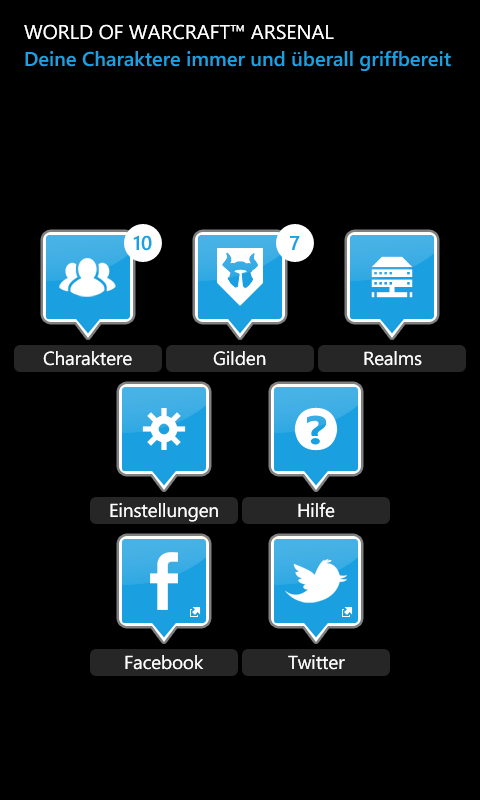 WORLD OF WARCRAFT™ ARSENAL
Deine Charaktere immer und überall griffbereit
10
7
Charaktere
Gilden
Realms
Einstellungen
Hilfe
Facebook
Twitter